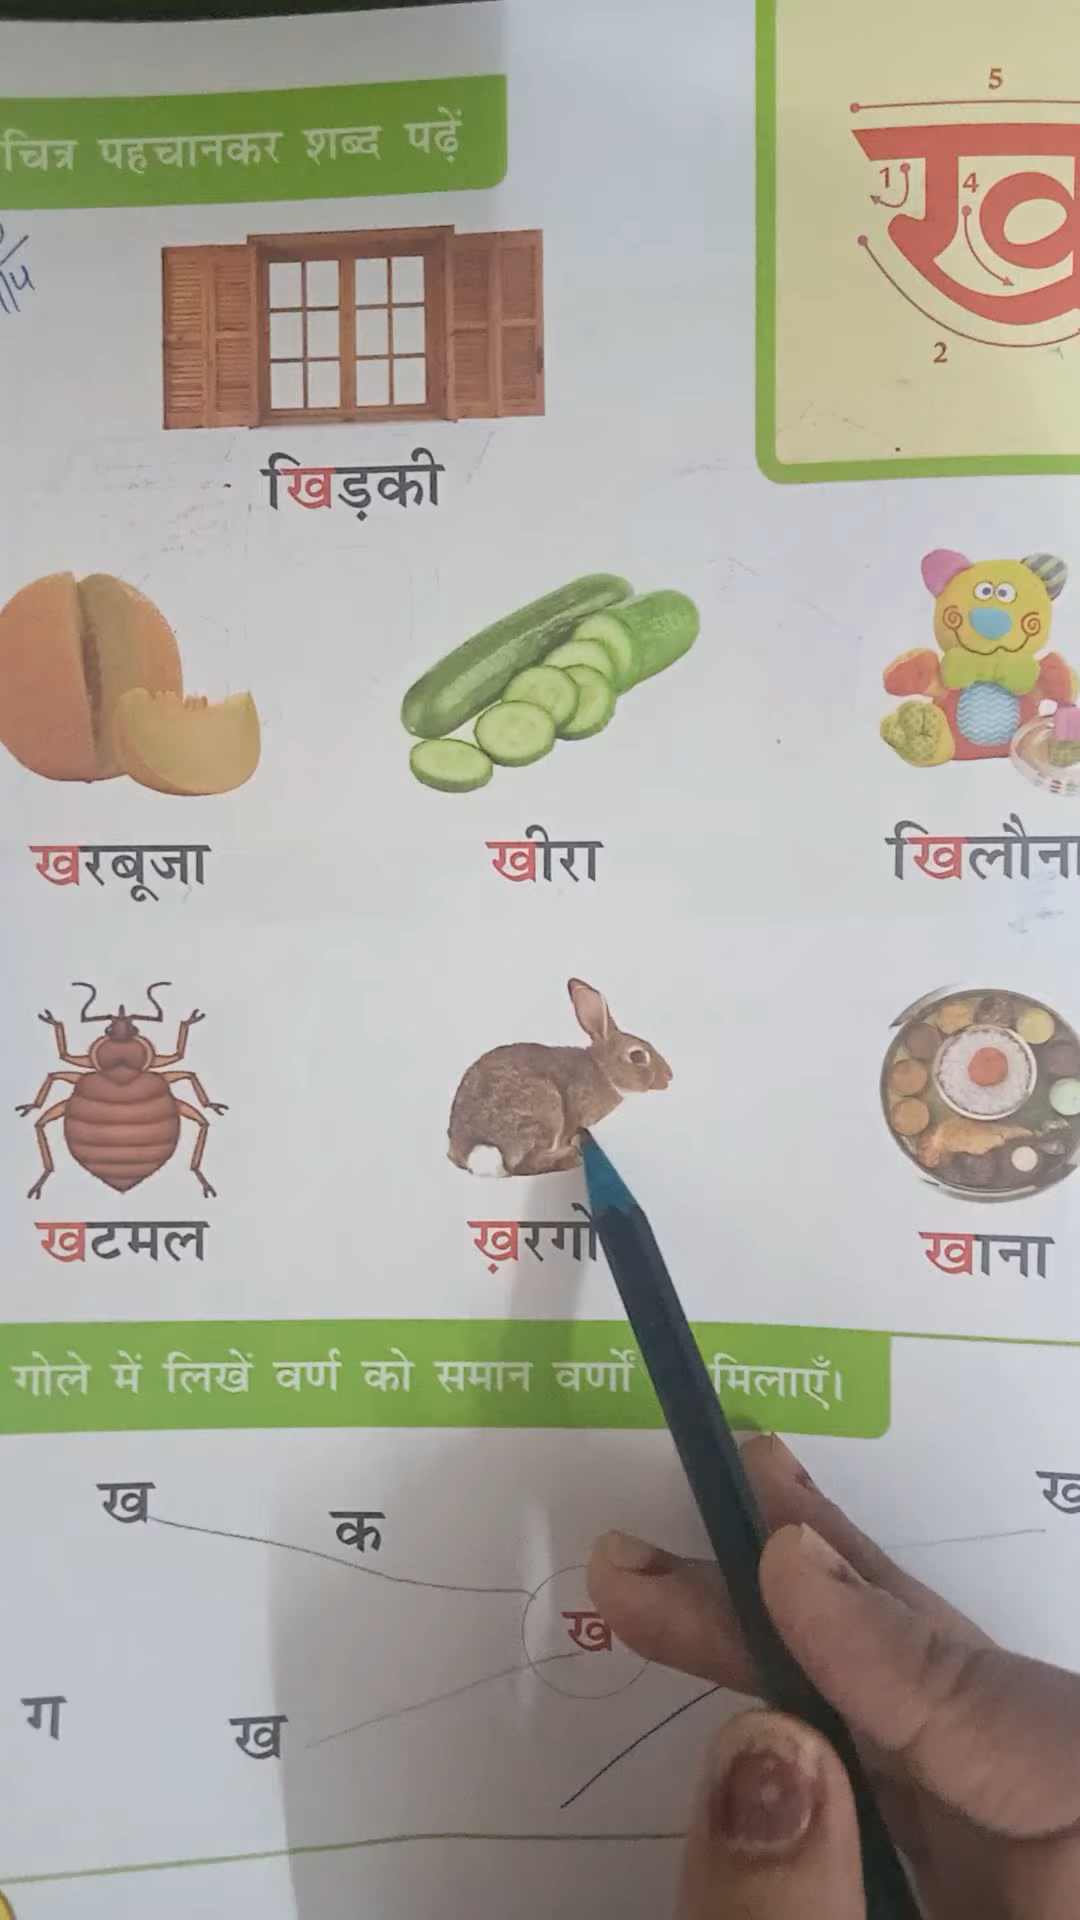 चित्र पहचानकर शब्द पढ़ें
5
1
4
ख
2
खिड़की
खरबूजा
खीरा
खिलौना
खटमल
ख़रगो
खाना
गोले में लिखें वर्ण को समान वर्णों मिलाएँ।
ख
क
ख
ख
ग
ख